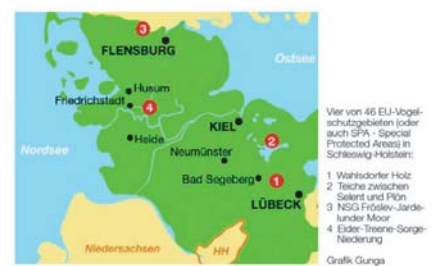 3
FLENSBURG
Ostsee
Husum
Friedrichstadt
4
KIEL
Nordsee
Heide
2
Neumünster
Bad Segeberg
1
LÜBECK
Niedersachsen
HH
Vier von 46 EU-Vogel-
schutzgebieten (oder
auch SPA - Special
Protected Areas) in
Schleswig-Holstein:
1 Wahlsdorfer Holz
2 Teiche zwischen
Selent und Plön
3 NSG Fröslev-Jarde-
lunder Moor
4 Eider-Treene-Sorge-
Niederung
Grafik Gunga